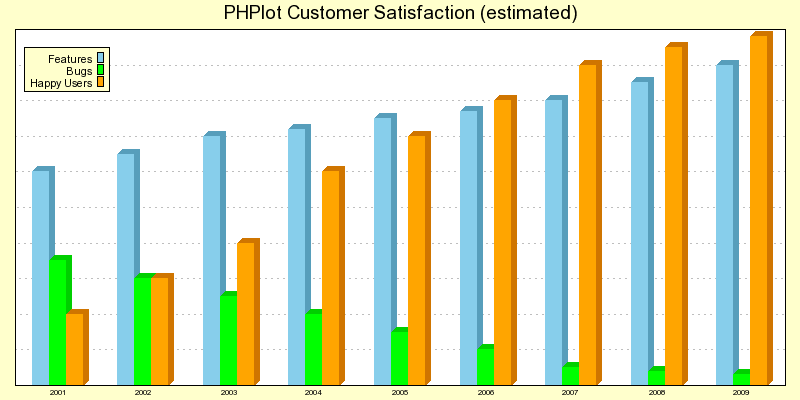 PHPlot Customer Satisfaction (estimated)
Features
Bugs
Happy Users
2001 2002 2003 2004 2005 2006 2007 2008 2009